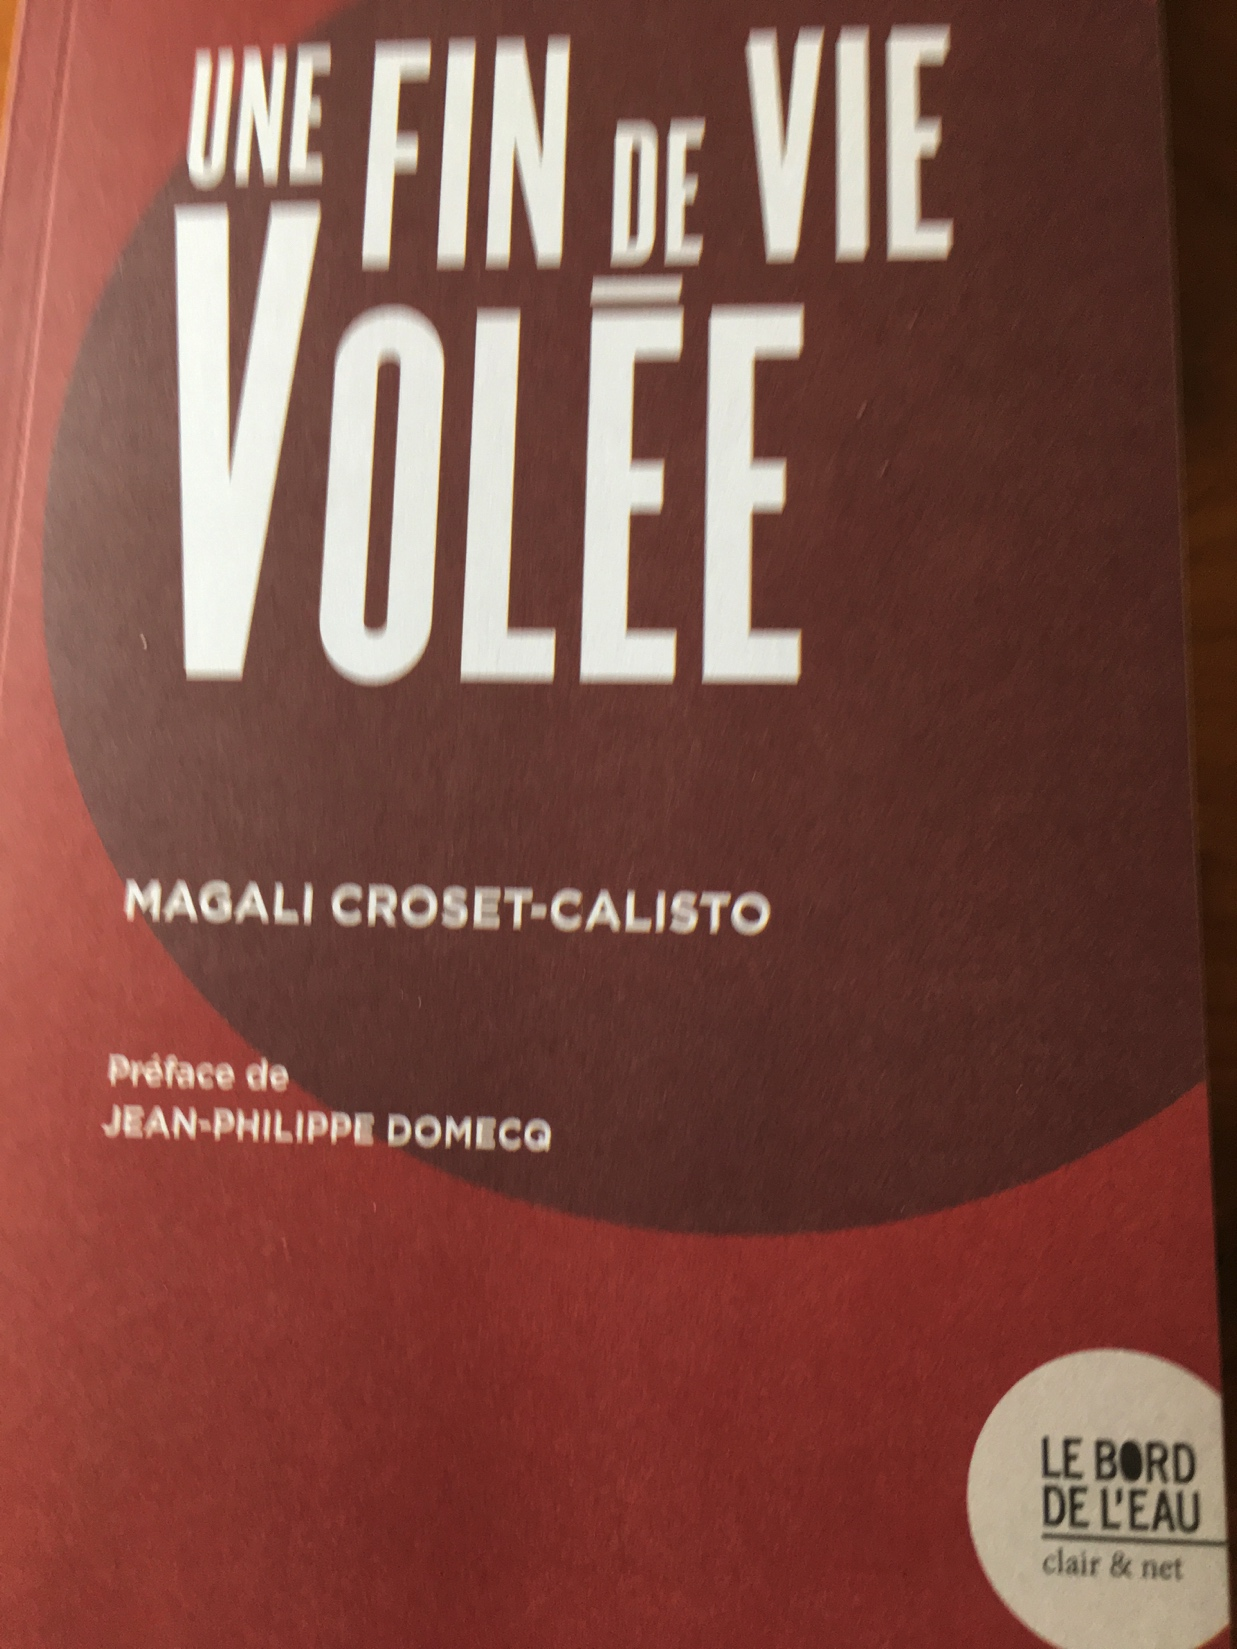 UNE FIN DE VIE
VOLÉE
MAGALI CROSET-CALISTO
Préface de
JEAN-PHILIPPE DOMECQ
LE BORD
DE L'EAU
clair & net